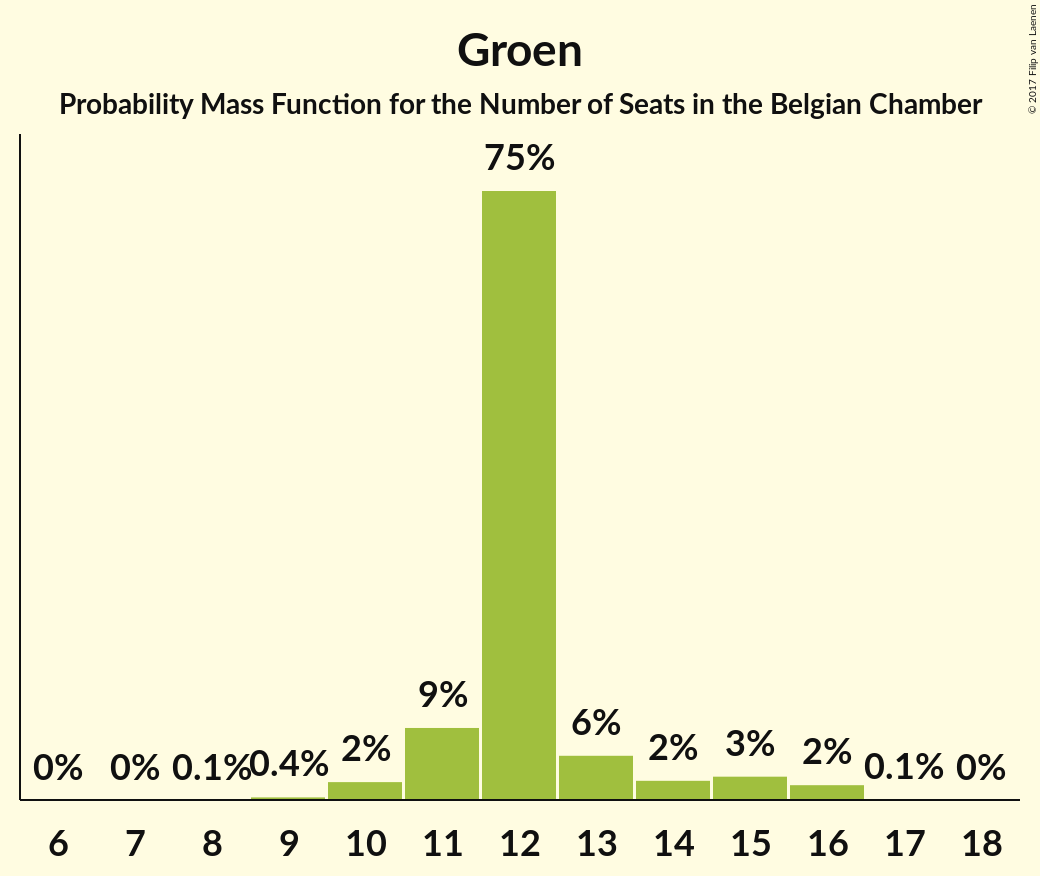 Groen
Probability Mass Function for the Number of Seats in the Belgian Chamber
© 2017 Filip van Laenen
75%
9%
6%
3%
2%
2%
2%
0.4%
0% 0% 0.1% 0.1% 0%
6 7 8 9 10 11 12 13 14 15 16 17 18